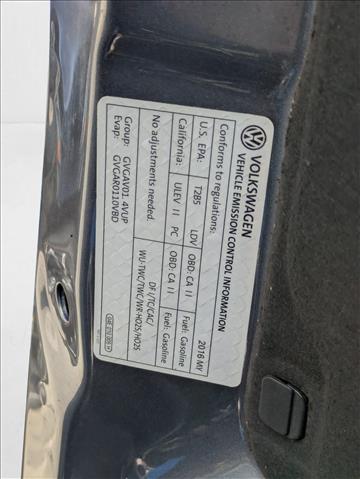 VOLKSWAGEN
VEHICLE EMISSION CONTROL INFORMATION
Conforms to regulations: 2016 MY
U.S. EPA: T2B5 LDV OBD: CA II Fuel: Gasoline
California: ULEV II PC OBD: CA II Fuel: Gasoline
No adjustments needed. DFI/TC/CAC/
WU-TWC/TWC/WR-HO2S/HO2S
Group: GVGAV01.4VUP
Evap: GVGAR0110VBD